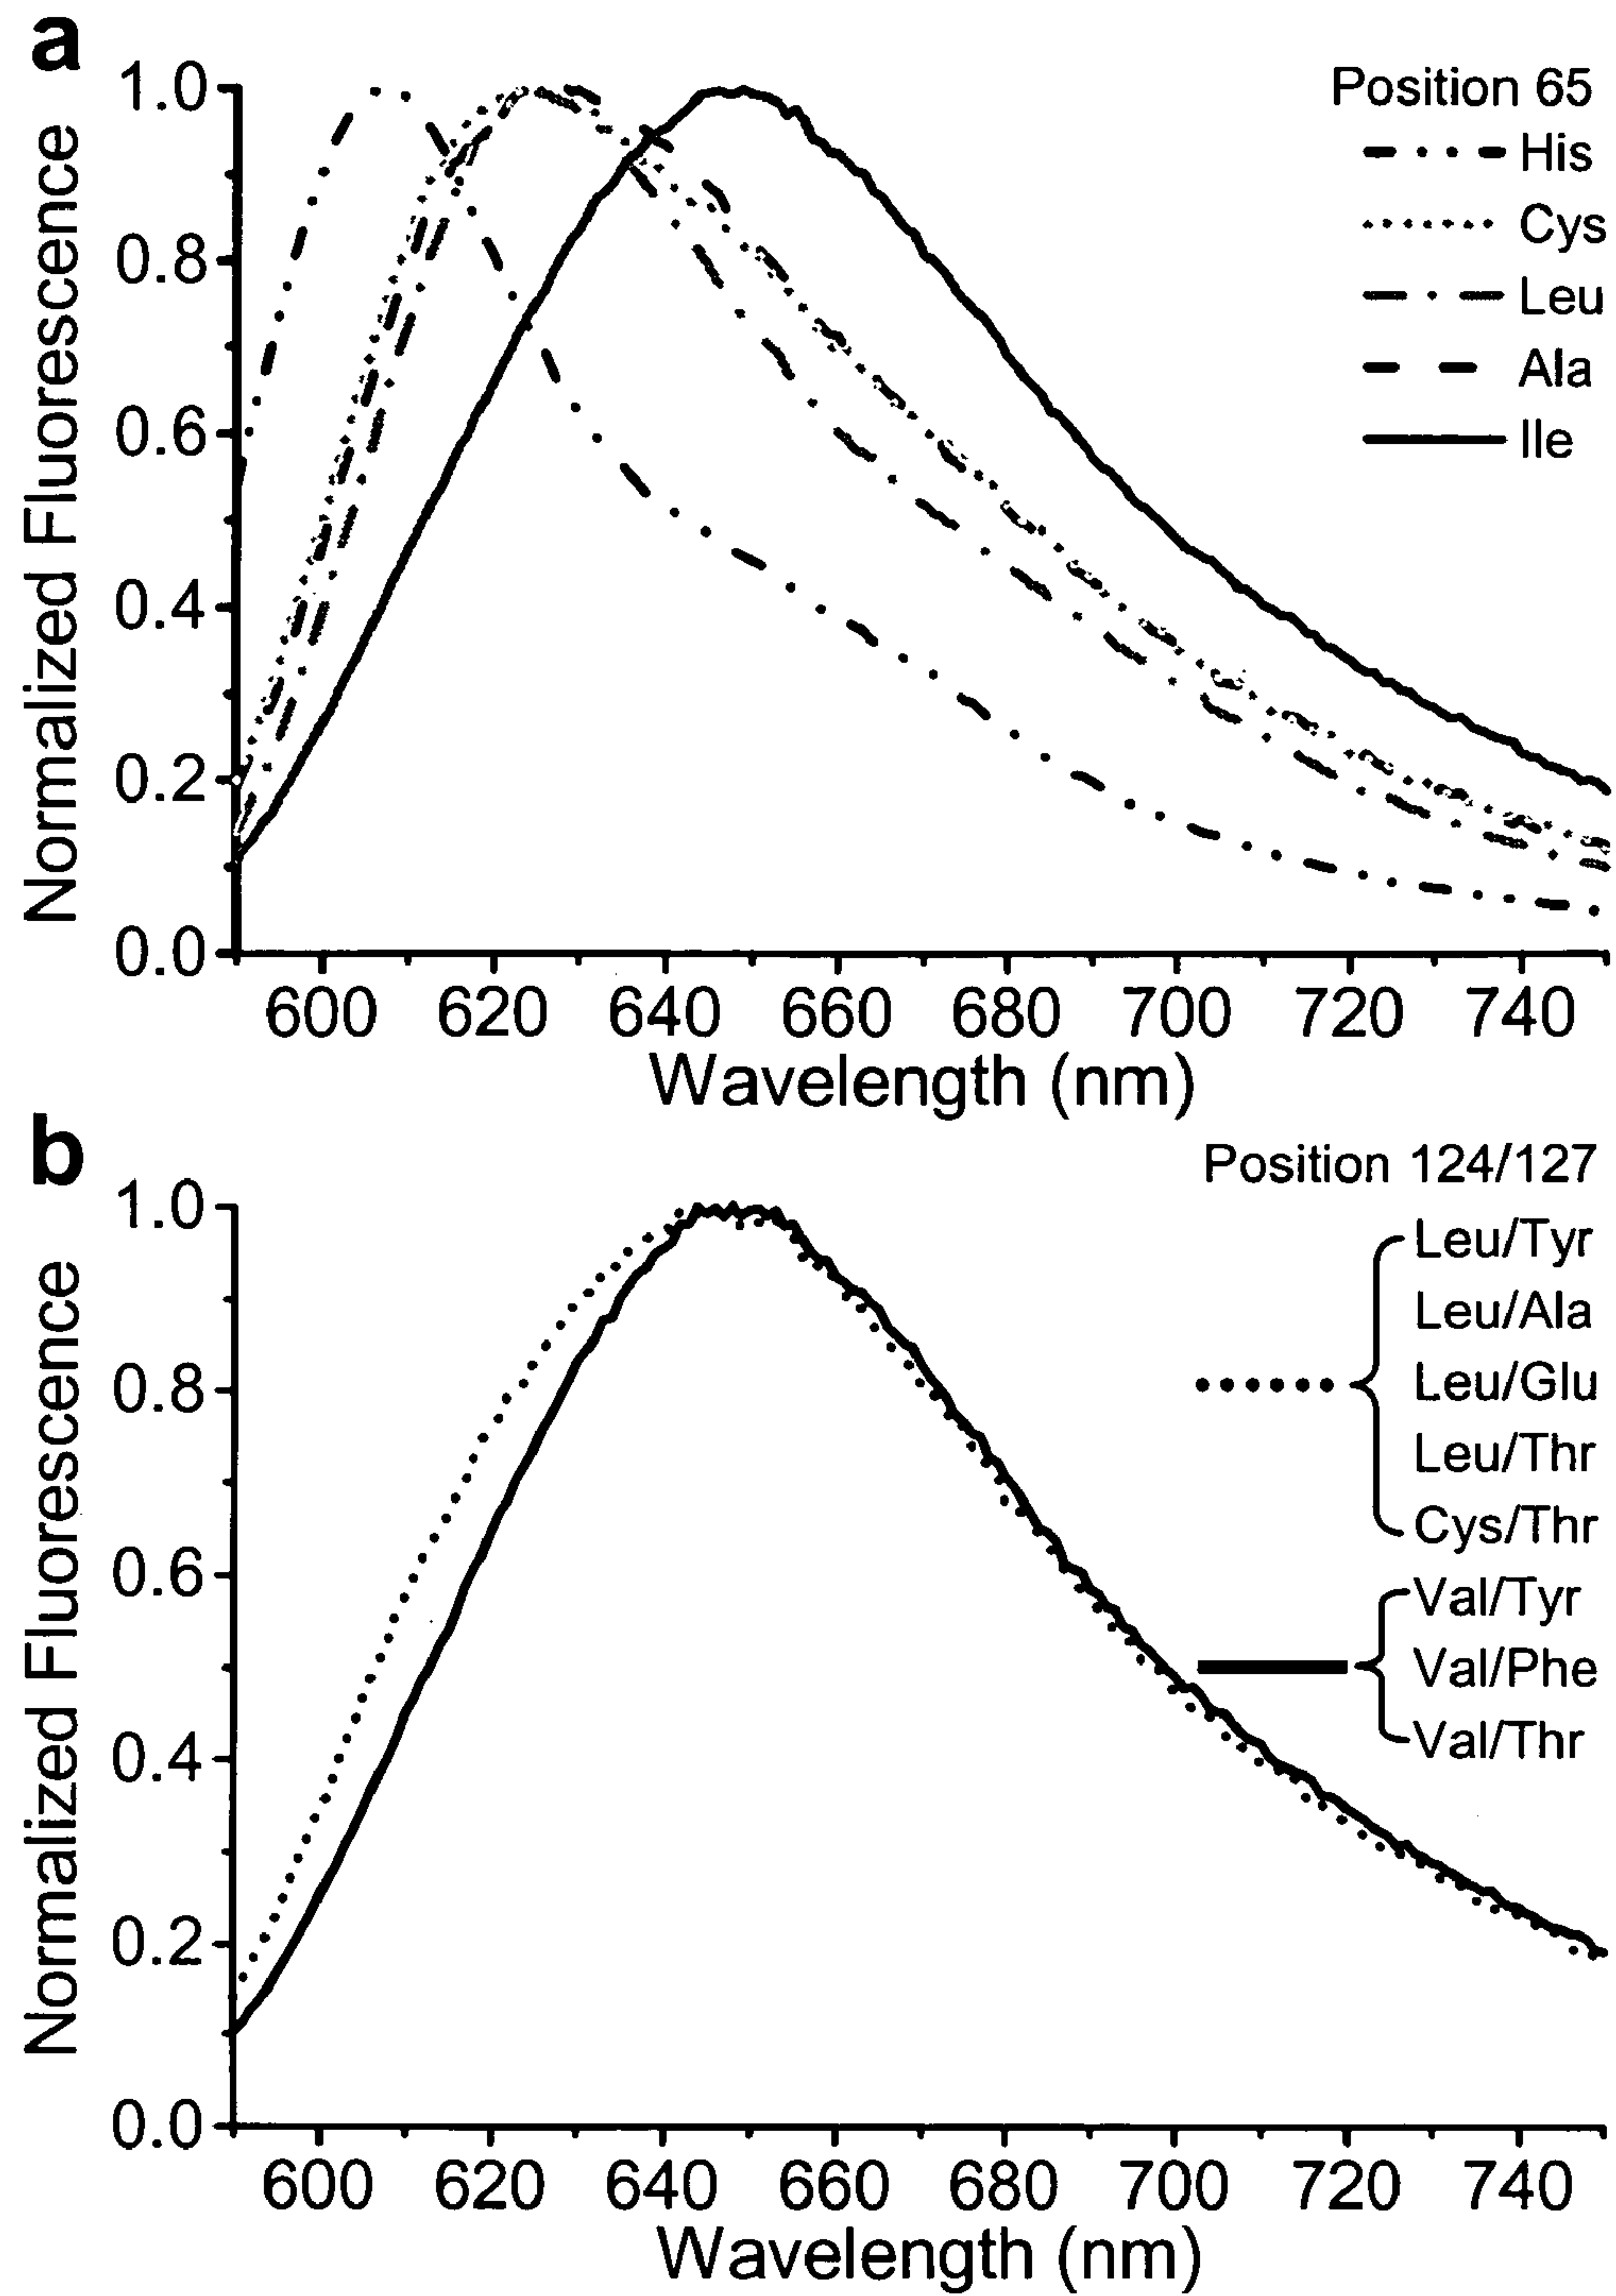 a
Normalized Fluorescence
1.0
0.8
0.6
0.4
0.2
0.0
600 620 640 660 680 700 720 740
Wavelength (nm)
Position 65
His
Cys
Leu
Ala
Ile
b
Normalized Fluorescence
1.0
0.8
0.6
0.4
0.2
0.0
600 620 640 660 680 700 720 740
Wavelength (nm)
Position 124/127
Leu/Tyr
Leu/Ala
Leu/Glu
Leu/Thr
Cys/Thr
Val/Tyr
Val/Phe
Val/Thr